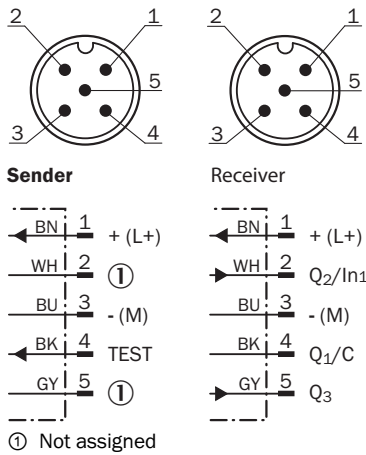 2 1 2 1
5 5
3 4 3 4
Sender Receiver
BN 1 + (L+) BN 1 + (L+)
WH 2 ① WH 2 Q2/In1
BU 3 - (M) BU 3 - (M)
BK 4 TEST BK 4 Q1/C
GY 5 ① GY 5 Q3
① Not assigned